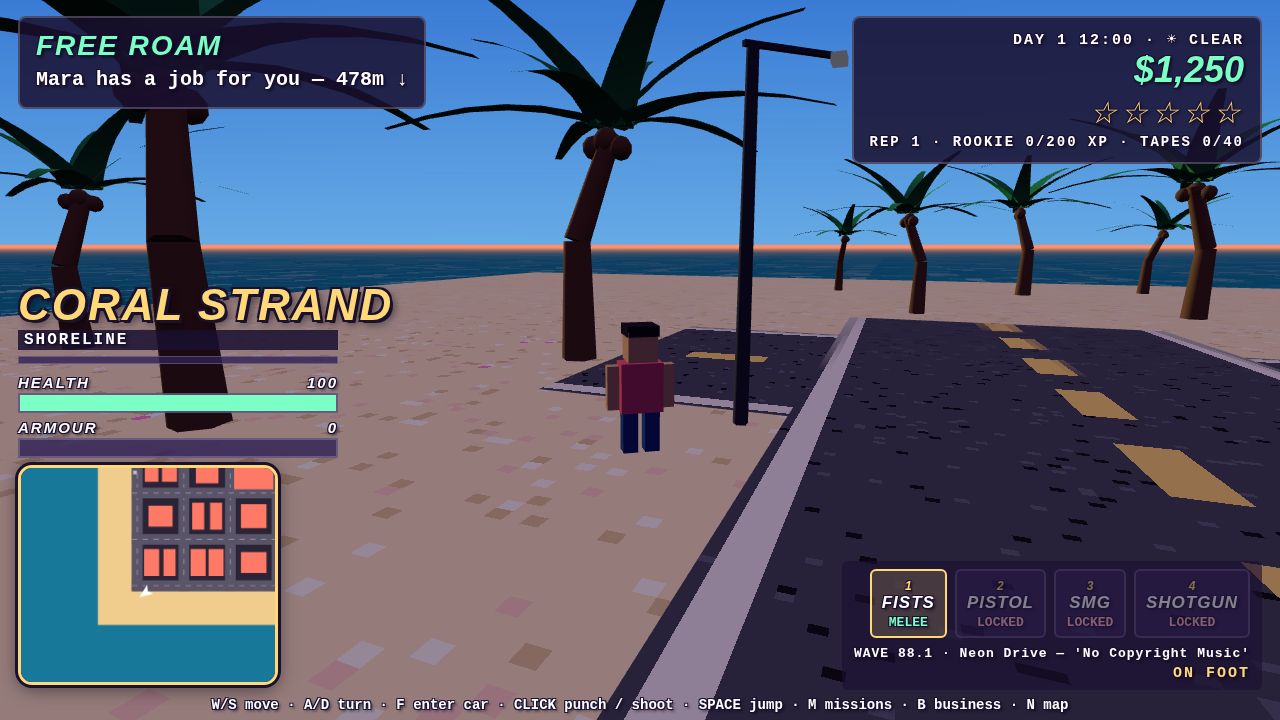 FREE ROAM
Mara has a job for you — 478m ↓
DAY 1 12:00 · ☀ CLEAR
$1,250
☆☆☆☆☆
REP 1 · ROOKIE 0/200 XP · TAPES 0/40
CORAL STRAND
SHORELINE
HEALTH 100
ARMOUR 0
1 2 3 4
FISTS PISTOL SMG SHOTGUN
MELEE LOCKED LOCKED LOCKED
WAVE 88.1 · Neon Drive — 'No Copyright Music'
ON FOOT
W/S move · A/D turn · F enter car · CLICK punch / shoot · SPACE jump · M missions · B business · N map